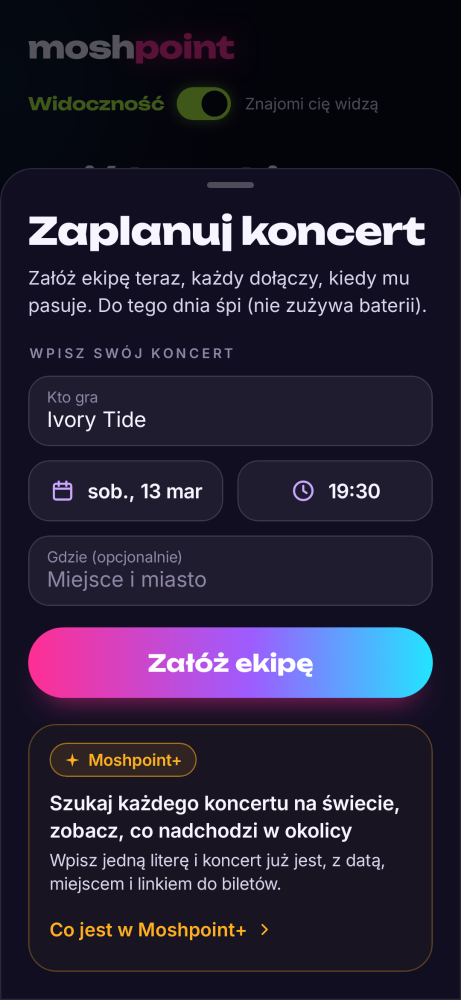 moshpoint
Widoczność
Znajomi cię widzą
Zaplanuj koncert
Załóż ekipę teraz, każdy dołączy, kiedy mu
pasuje. Do tego dnia śpi (nie zużywa baterii).
WPISZ SWÓJ KONCERT
Kto gra
Ivory Tide
sob., 13 mar
19:30
Gdzie (opcjonalnie)
Miejsce i miasto
Załóż ekipę
Moshpoint+
Szukaj każdego koncertu na świecie,
zobacz, co nadchodzi w okolicy
Wpisz jedną literę i koncert już jest, z datą,
miejscem i linkiem do biletów.
Co jest w Moshpoint+